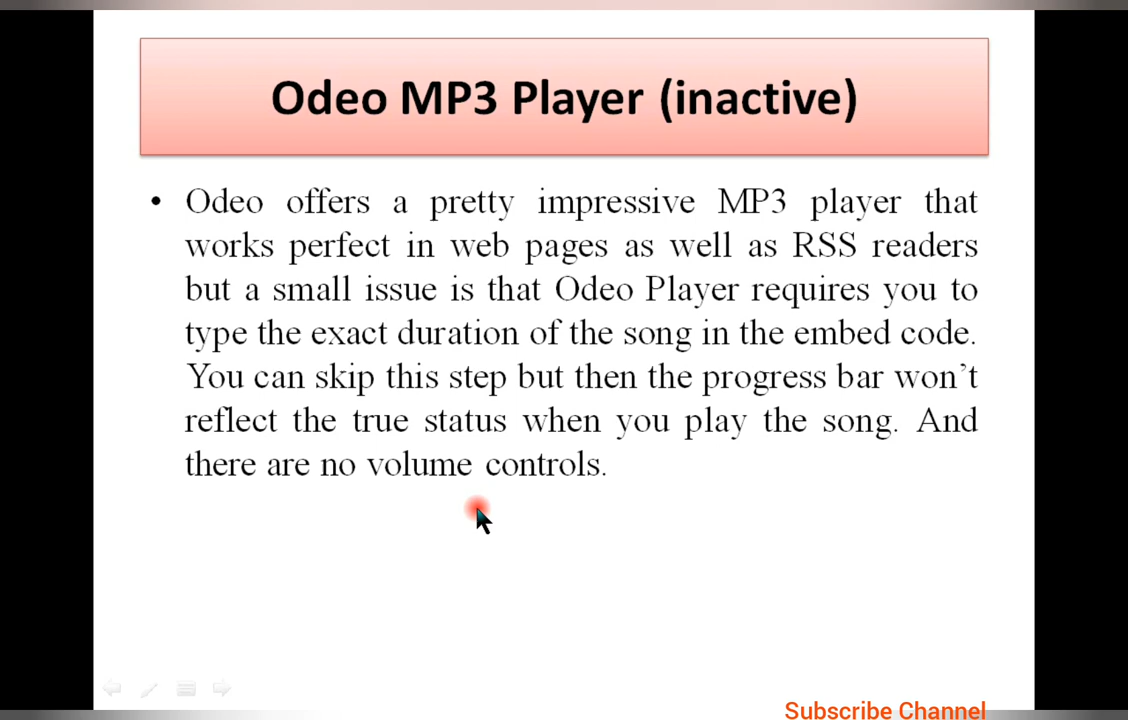 Odeo MP3 Player (inactive)
• Odeo offers a pretty impressive MP3 player that
works perfect in web pages as well as RSS readers
but a small issue is that Odeo Player requires you to
type the exact duration of the song in the embed code.
You can skip this step but then the progress bar won’t
reflect the true status when you play the song. And
there are no volume controls.
Subscribe Channel